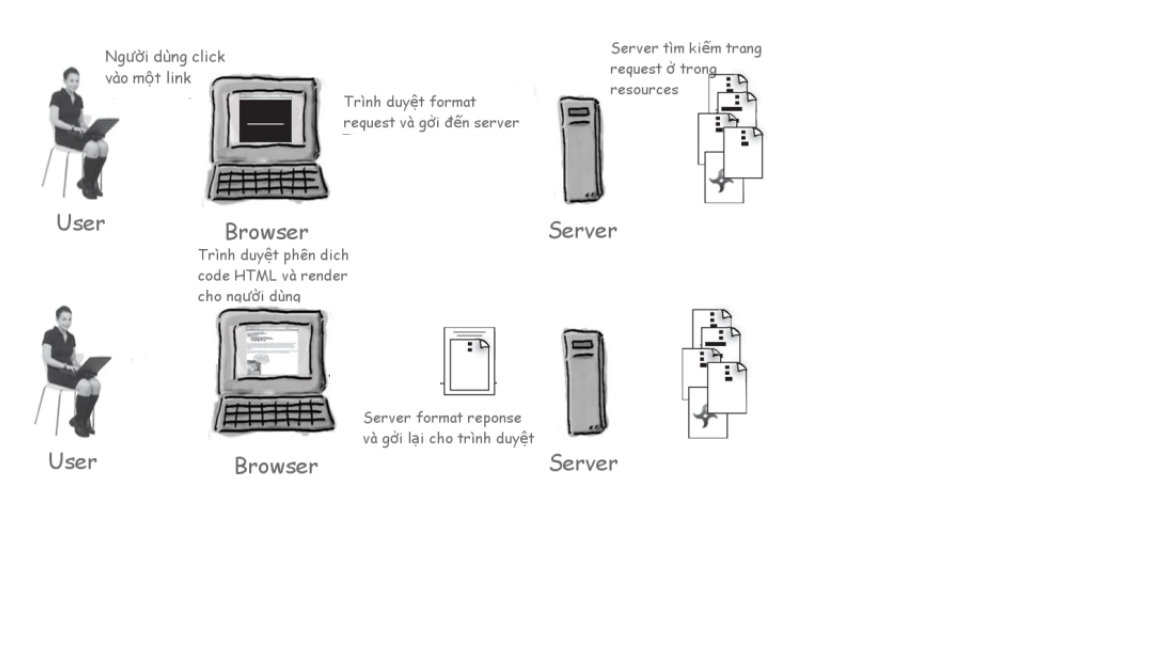 Người dùng click
vào một link
Trình duyệt format
request và gởi đến server
Server tìm kiếm trang
request ở trong
resources
User
Browser
Server
Trình duyệt phên dich
code HTML và render
cho người dùng
Server format reponse
và gởi lại cho trình duyệt
User
Browser
Server